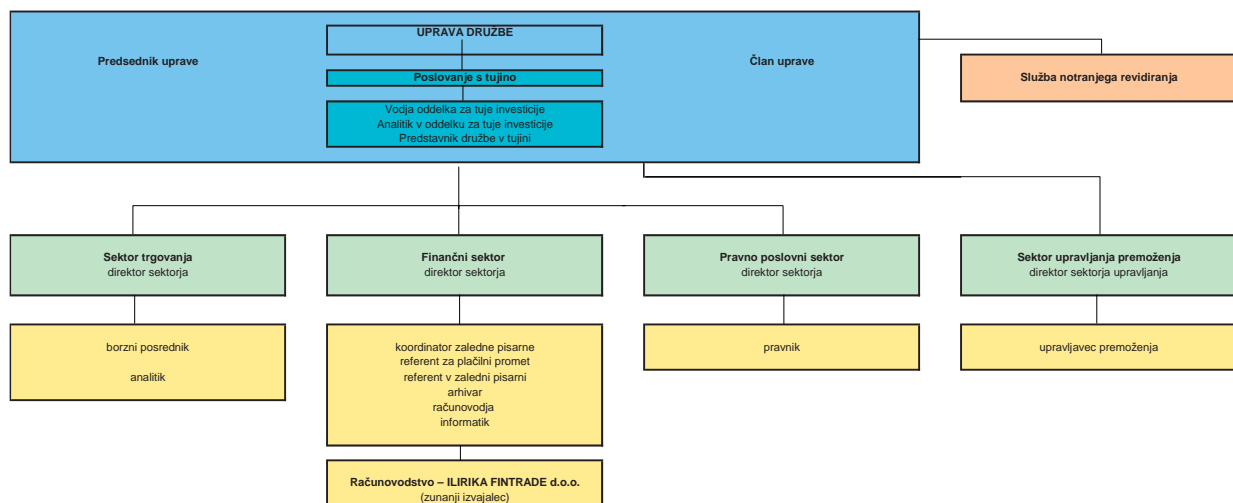 UPRAVA DRUŽBE
Predsednik uprave
Član uprave
Poslovanje s tujino
Vodja oddelka za tuje investicije
Analitik v oddelku za tuje investicije
Predstavnik družbe v tujini
Služba notranjega revidiranja
Sektor trgovanja
direktor sektorja
Finančni sektor
direktor sektorja
Pravno poslovni sektor
direktor sektorja
Sektor upravljanja premoženja
direktor sektorja upravljanja
borzni posrednik
analitik
koordinator zaledne pisarne
referent za plačilni promet
referent v zaledni pisarni
arhivar
računovodja
informatik
pravnik
upravljavec premoženja
Računovodstvo – ILIRIKA FINTRADE d.o.o.
(zunanji izvajalec)